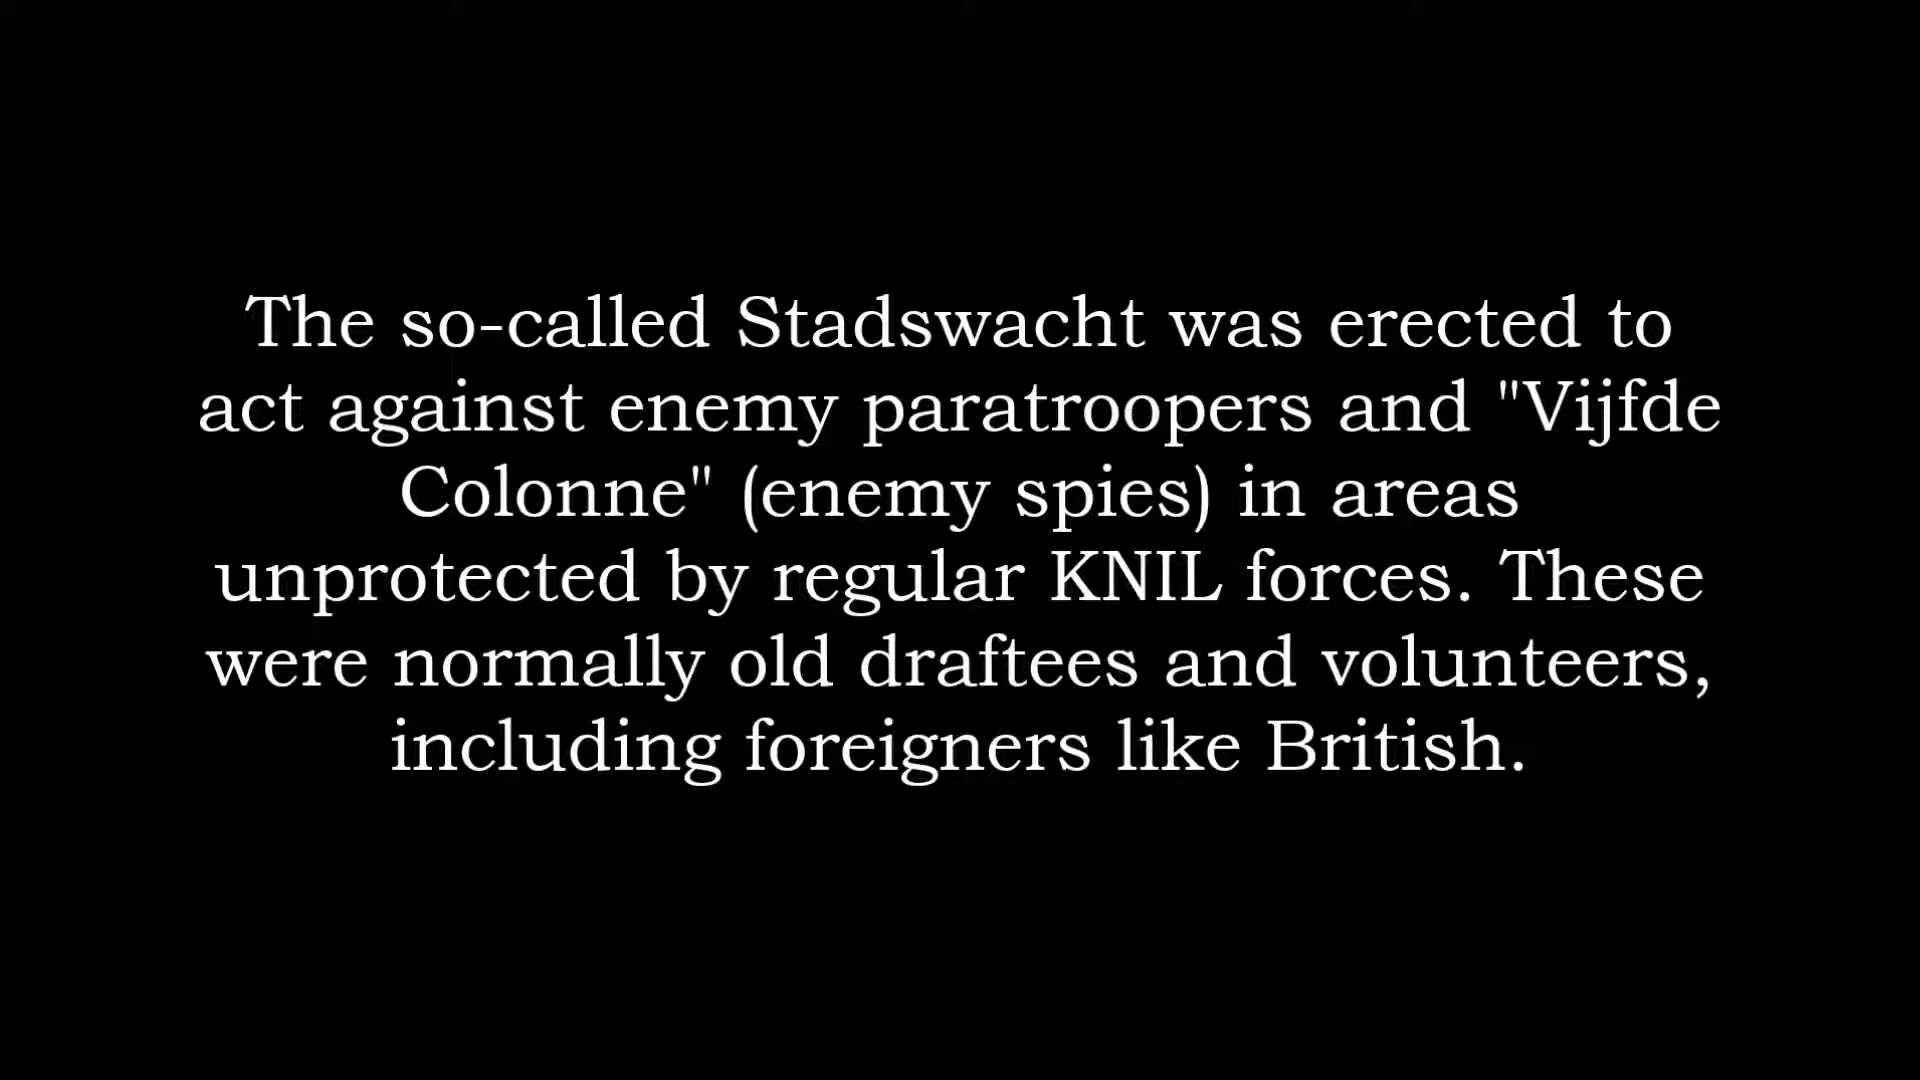 The so-called Stadswacht was erected to
act against enemy paratroopers and "Vijfde
Colonne" (enemy spies) in areas
unprotected by regular KNIL forces. These
were normally old draftees and volunteers,
including foreigners like British.